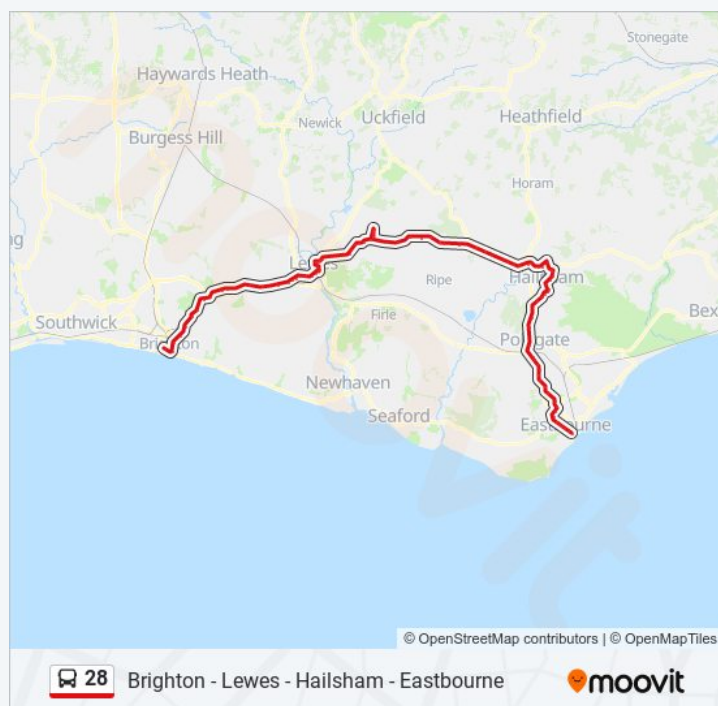 Stonegate
Haywards Heath
Uckfield
Heathfield
Newick
Burgess Hill
Horam
Lewes
Ripe
Hailsham
Southwick
Firle
Polegate
Brighton
Newhaven
Seaford
Eastbourne
© OpenStreetMap contributors | © OpenMapTiles
28 Brighton - Lewes - Hailsham - Eastbourne
moovit